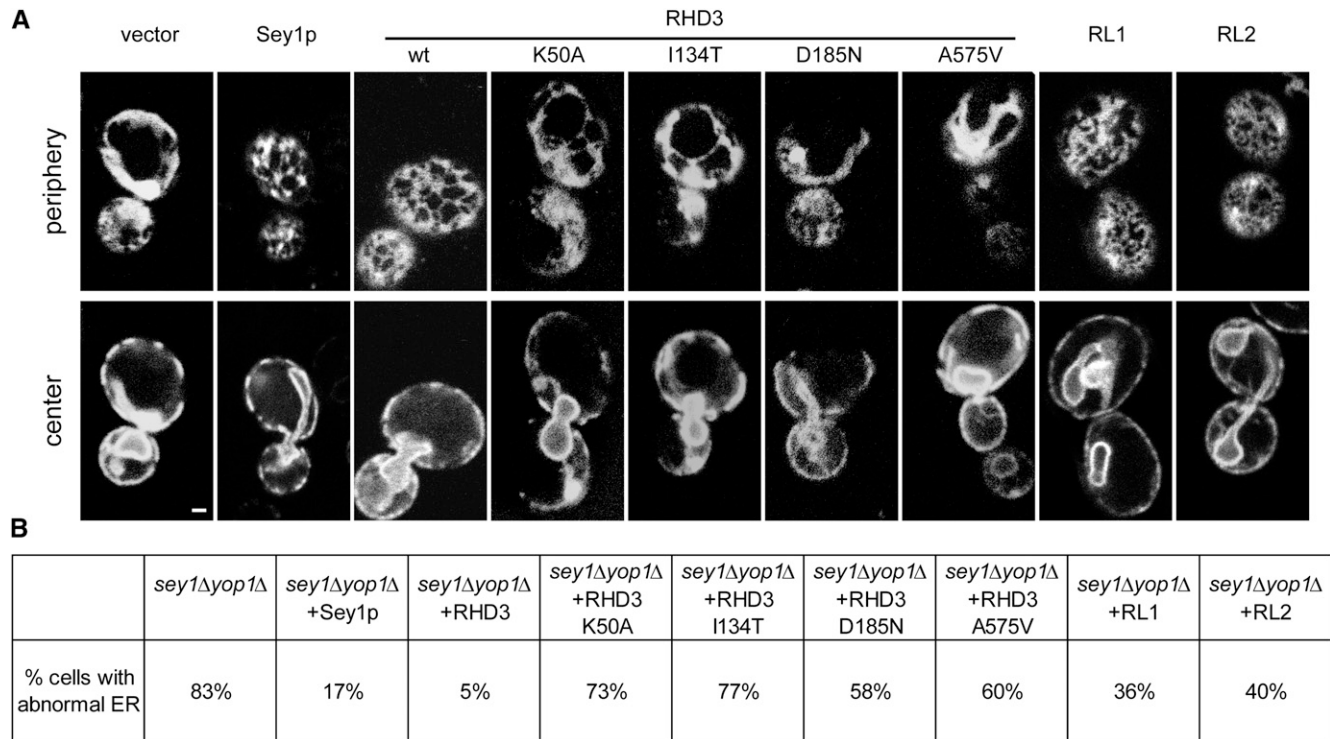 A
RHD3
vector
Sey1p
wt
K50A
I134T
D185N
A575V
RL1
RL2
periphery
center
B
sey1Δyop1Δ
sey1Δyop1Δ
+Sey1p
sey1Δyop1Δ
+RHD3
sey1Δyop1Δ
+RHD3
K50A
sey1Δyop1Δ
+RHD3
I134T
sey1Δyop1Δ
+RHD3
D185N
sey1Δyop1Δ
+RHD3
A575V
sey1Δyop1Δ
+RL1
sey1Δyop1Δ
+RL2
% cells with
abnormal ER
83%
17%
5%
73%
77%
58%
60%
36%
40%